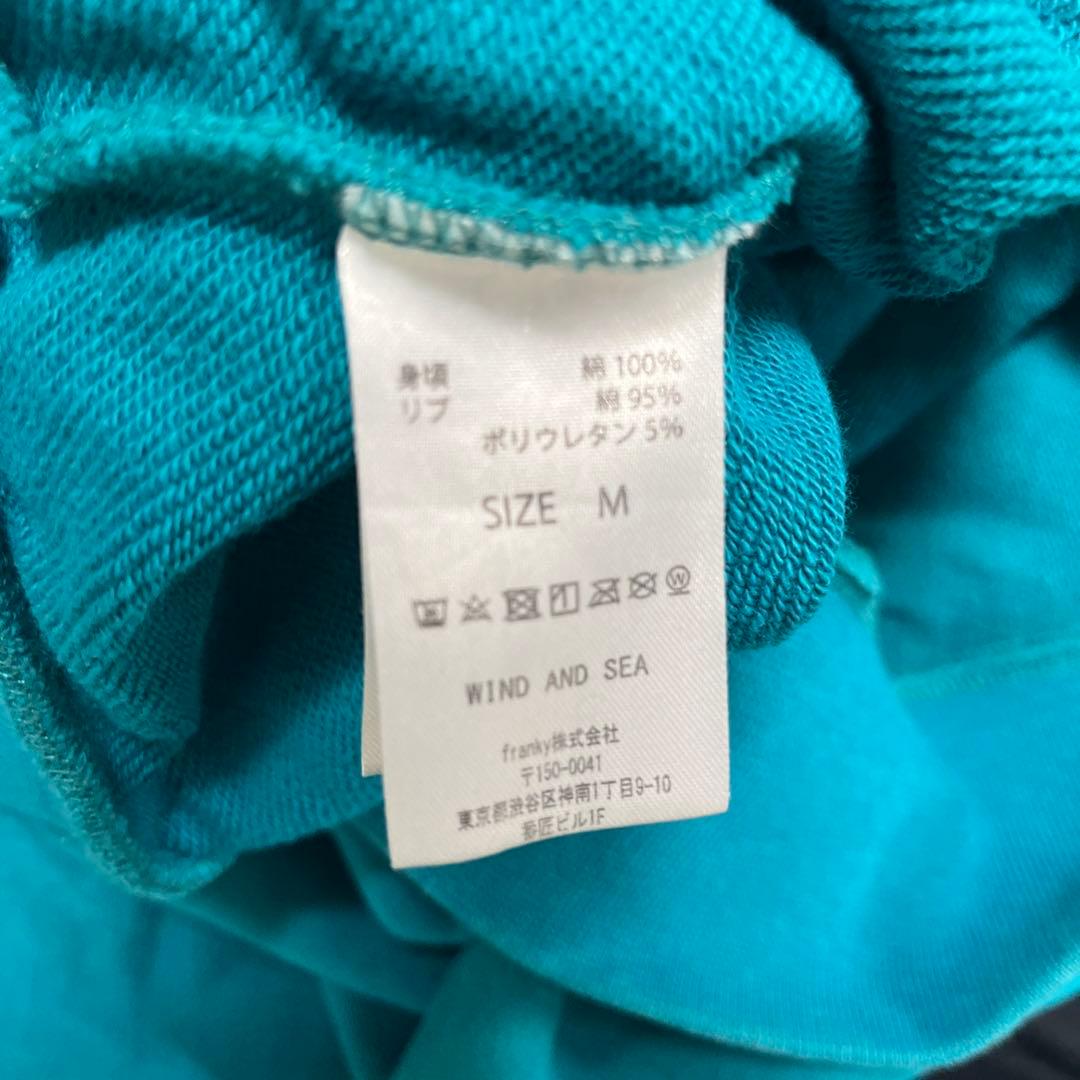 身頃 綿 100%
リブ 綿 95%
ポリウレタン 5%
SIZE M
WIND AND SEA
franky株式会社
〒150-0041
東京都渋谷区神南1丁目9-10
参匠ビル1F